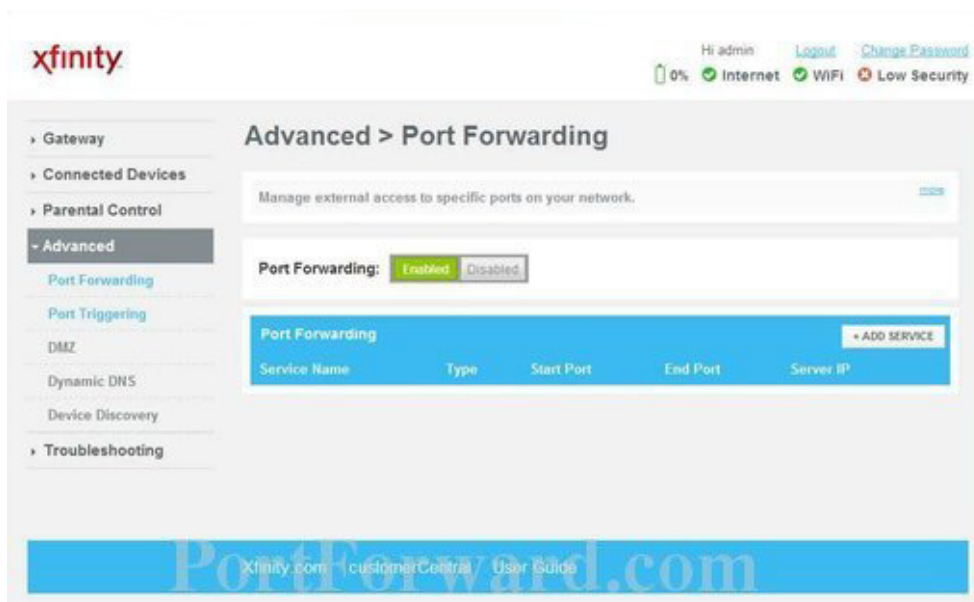 xfinity
Hi admin Logout Change Password
0% Internet WiFi Low Security
Gateway
Connected Devices
Parental Control
Advanced
Port Forwarding
Port Triggering
DMZ
Dynamic DNS
Device Discovery
Troubleshooting
Advanced > Port Forwarding
Manage external access to specific ports on your network.
more
Port Forwarding: Enabled Disabled
Port Forwarding
+ ADD SERVICE
Service Name Type Start Port End Port Server IP
Xfinity.com customerCentral User Guide
PortForward.com